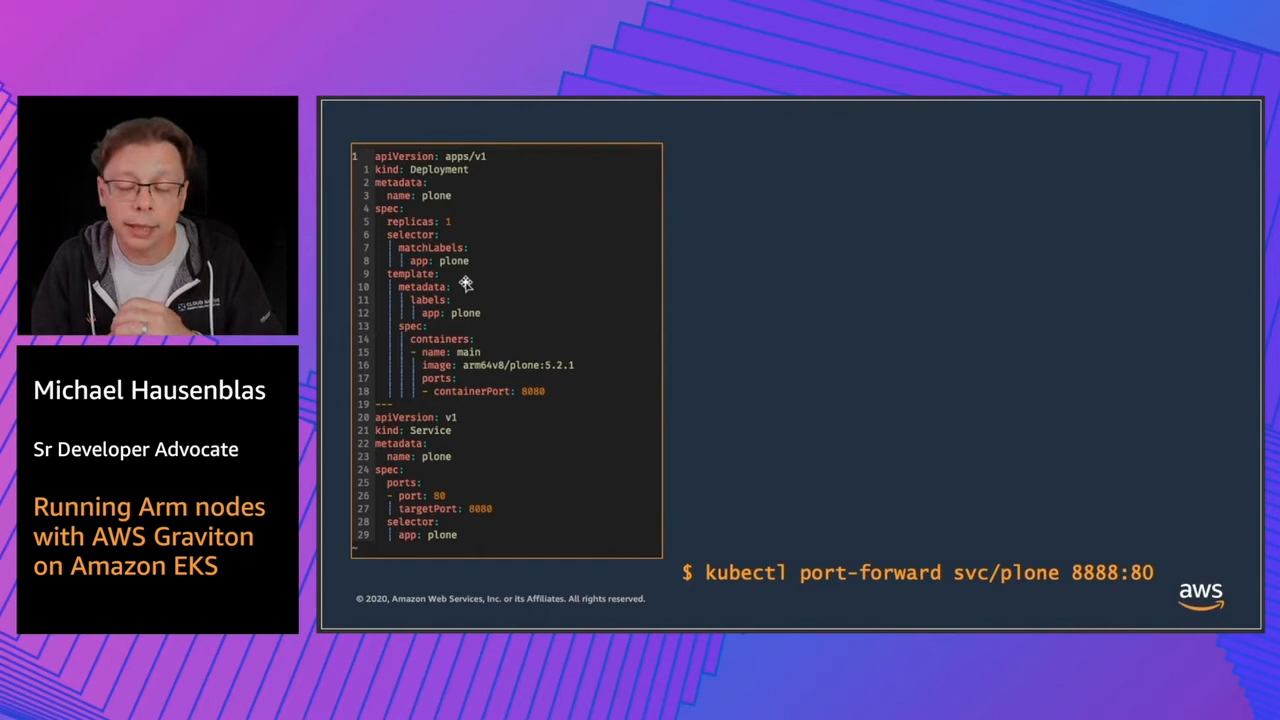 1 apiVersion: apps/v1
1 kind: Deployment
2 metadata:
3 name: plone
4 spec:
5 replicas: 1
6 selector:
7 matchLabels:
8 app: plone
9 template:
10 metadata:
11 labels:
12 app: plone
13 spec:
14 containers:
15 - name: main
16 image: arm64v8/plone:5.2.1
17 ports:
18 - containerPort: 8080
19 ---
20 apiVersion: v1
21 kind: Service
22 metadata:
23 name: plone
24 spec:
25 ports:
26 - port: 80
27 targetPort: 8080
28 selector:
29 app: plone
~
$ kubectl port-forward svc/plone 8888:80
© 2020, Amazon Web Services, Inc. or its Affiliates. All rights reserved.
aws
CLOUD NATIVE
Michael Hausenblas
Sr Developer Advocate
Running Arm nodes
with AWS Graviton
on Amazon EKS